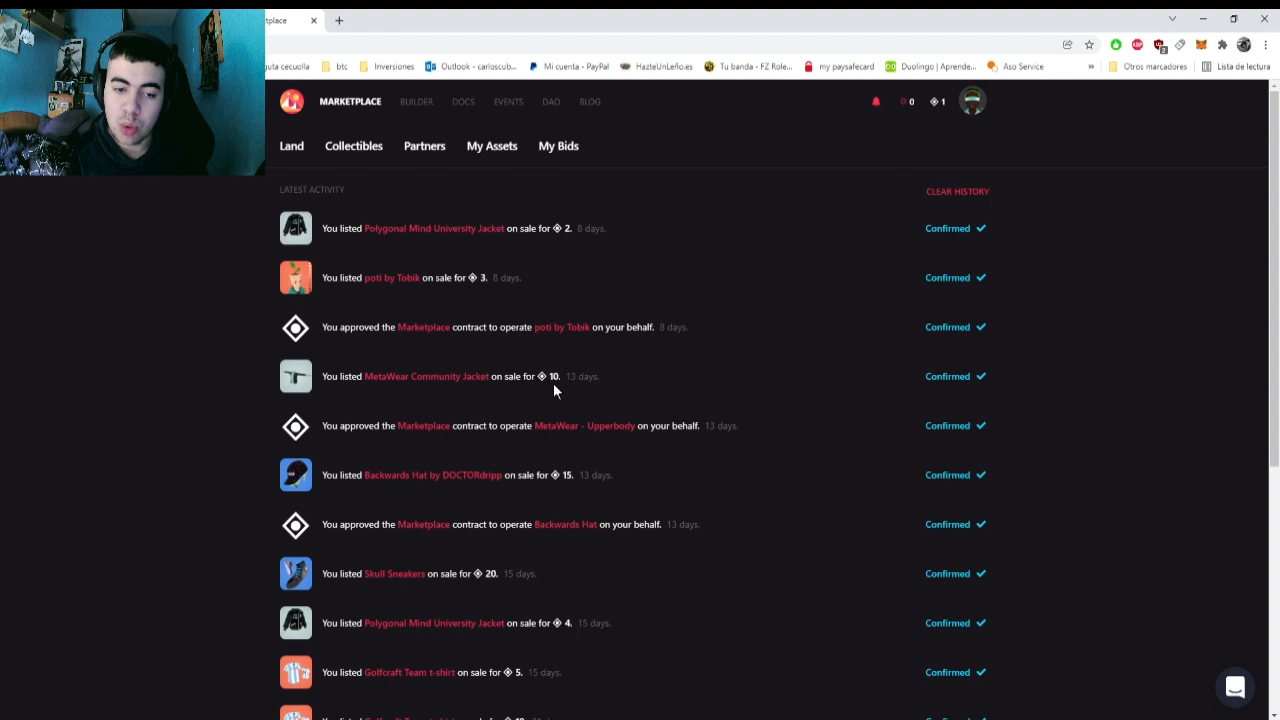 tplace
guta cecuolla
btc
Inversiones
Outlook - carloscub...
Mi cuenta - PayPal
HazteUnLeño.es
Tu banda - FZ Role...
my paysafecard
Duolingo | Aprende...
Aso Service
»
Otros marcadores
Lista de lectura
MARKETPLACE
BUILDER
DOCS
EVENTS
DAO
BLOG
0
1
Land
Collectibles
Partners
My Assets
My Bids
LATEST ACTIVITY
CLEAR HISTORY
You listed Polygonal Mind University Jacket on sale for 2. 8 days.
Confirmed
You listed poti by Tobik on sale for 3. 8 days.
Confirmed
You approved the Marketplace contract to operate poti by Tobik on your behalf. 8 days.
Confirmed
You listed MetaWear Community Jacket on sale for 10. 13 days.
Confirmed
You approved the Marketplace contract to operate MetaWear - Upperbody on your behalf. 13 days.
Confirmed
You listed Backwards Hat by DOCTORdripp on sale for 15. 13 days.
Confirmed
You approved the Marketplace contract to operate Backwards Hat on your behalf. 13 days.
Confirmed
You listed Skull Sneakers on sale for 20. 15 days.
Confirmed
You listed Polygonal Mind University Jacket on sale for 4. 15 days.
Confirmed
You listed Golfcraft Team t-shirt on sale for 5. 15 days.
Confirmed